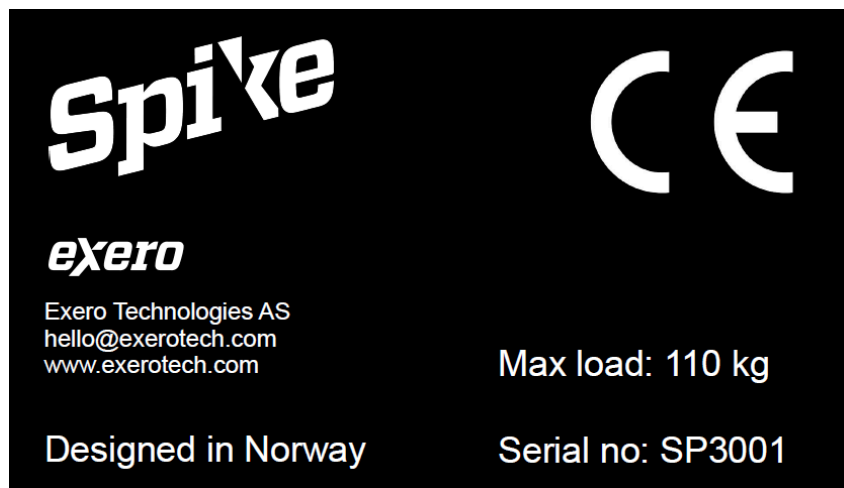 Spike
CE
exero
Exero Technologies AS
hello@exerotech.com
www.exerotech.com
Max load: 110 kg
Designed in Norway
Serial no: SP3001